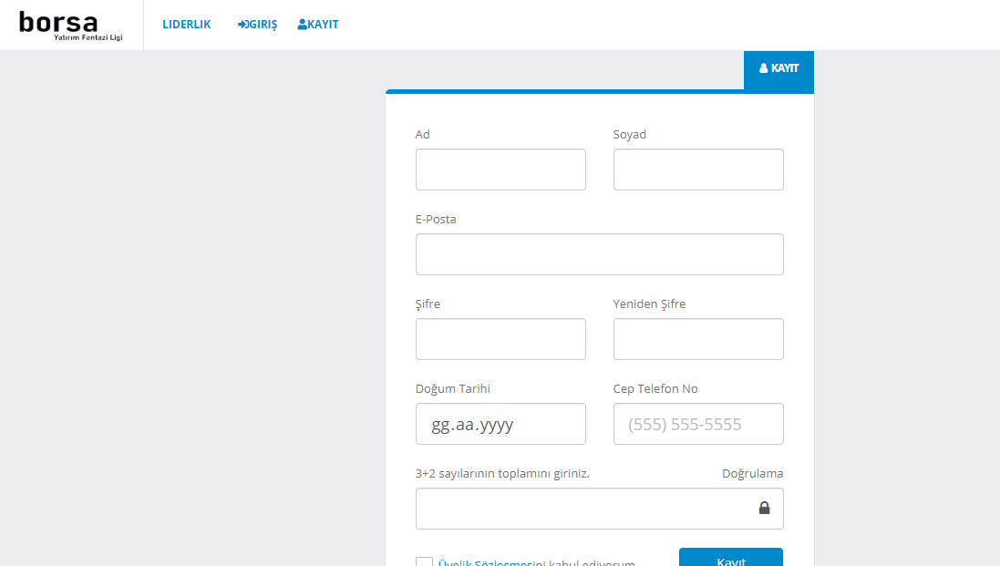 borsa
Yatırım Fantazi Ligi
LIDERLIK GIRIŞ KAYIT
KAYIT
Ad Soyad
E-Posta
Şifre Yeniden Şifre
Doğum Tarihi Cep Telefon No
gg.aa.yyyy (555) 555-5555
3+2 sayılarının toplamını giriniz. Doğrulama
Üyelik Sözleşmesini kabul ediyorum Kayıt